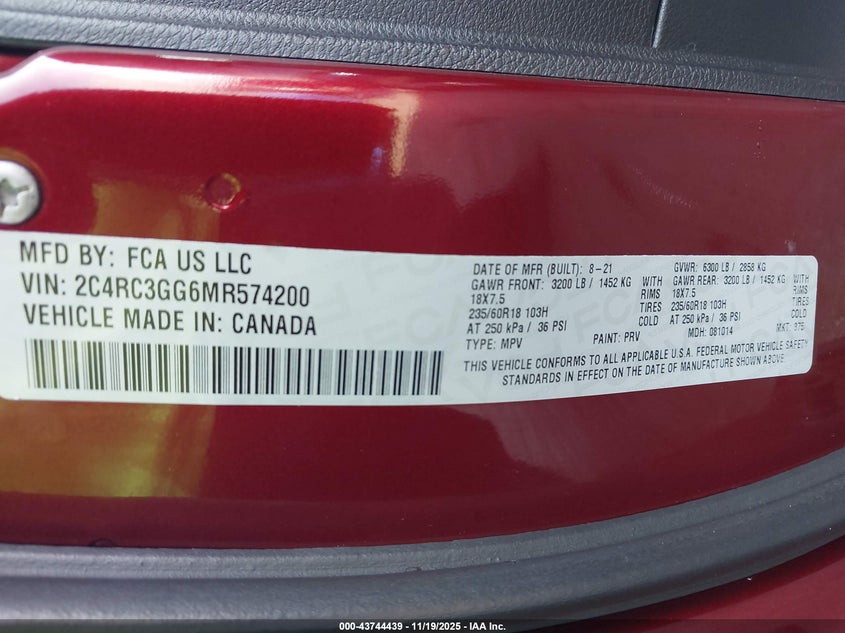 MFD BY: FCA US LLC
VIN: 2C4RC3GG6MR574200
VEHICLE MADE IN: CANADA
DATE OF MFR (BUILT): 8-21 GVWR: 6300 LB / 2858 KG
GAWR FRONT: 3200 LB / 1452 KG WITH GAWR REAR: 3200 LB / 1452 KG WITH
18X7.5 RIMS 18X7.5 RIMS
235/60R18 103H TIRES 235/60R18 103H TIRES
AT 250 kPa / 36 PSI COLD AT 250 kPa / 36 PSI COLD
TYPE: MPV PAINT: PRV MDH: 081014 MKT: 975
THIS VEHICLE CONFORMS TO ALL APPLICABLE U.S.A. FEDERAL MOTOR VEHICLE SAFETY
STANDARDS IN EFFECT ON THE DATE OF MANUFACTURE SHOWN ABOVE.
000-43744439 - 11/19/2025 - IAA Inc.